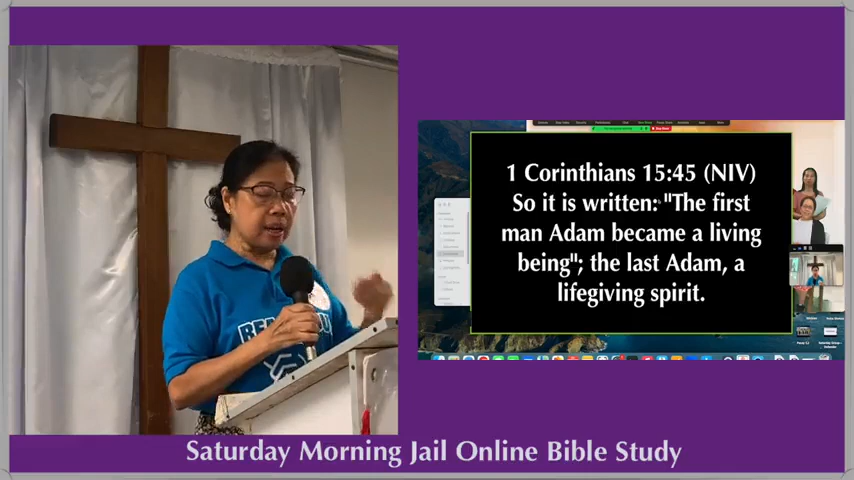 1 Corinthians 15:45 (NIV)
So it is written: "The first
man Adam became a living
being"; the last Adam, a
lifegiving spirit.
Saturday Morning Jail Online Bible Study